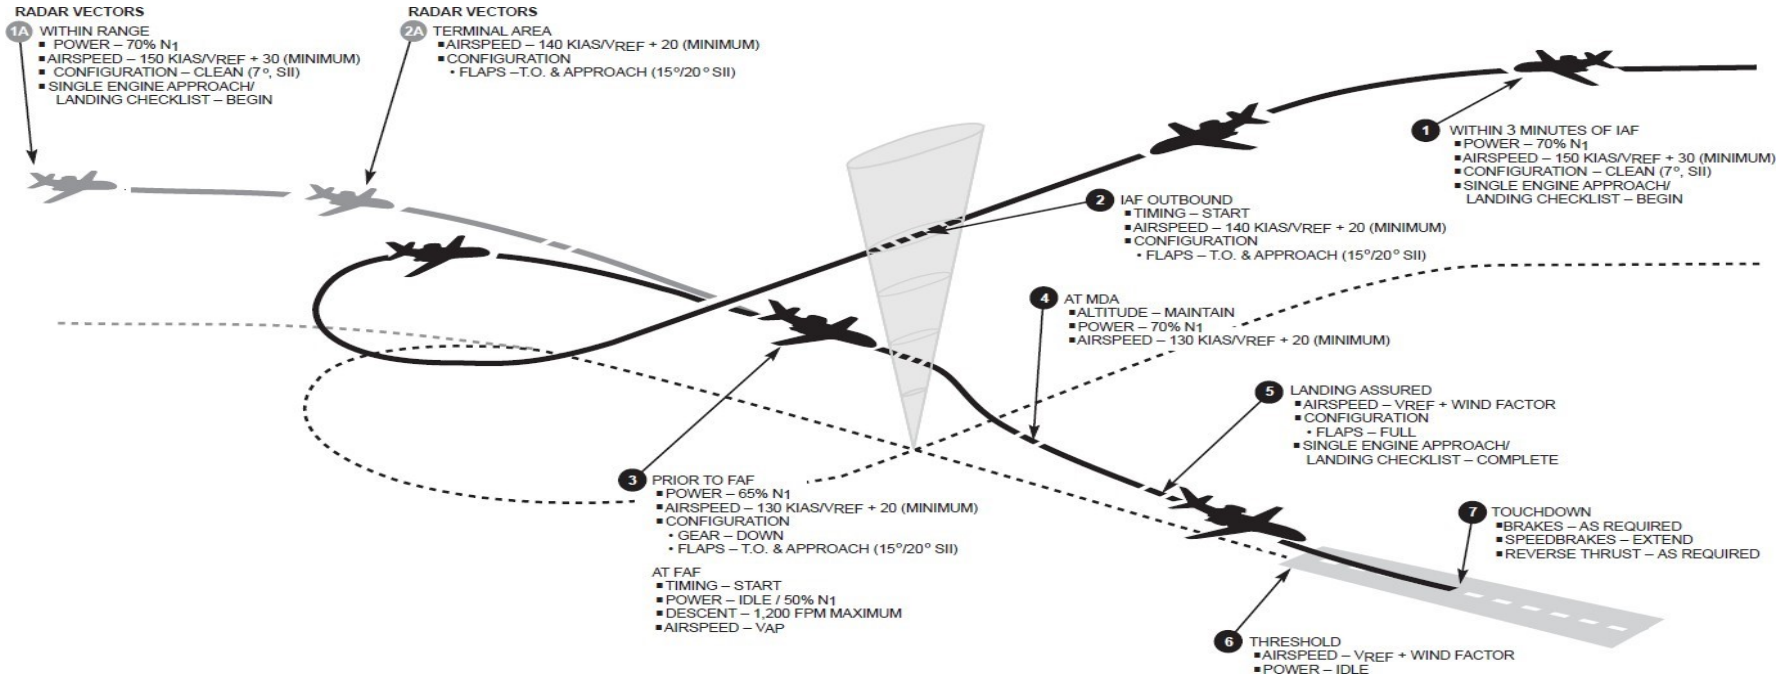 RADAR VECTORS
1A WITHIN RANGE
▪ POWER – 70% N1
▪ AIRSPEED – 150 KIAS/VREF + 30 (MINIMUM)
▪ CONFIGURATION – CLEAN (7º, SII)
▪ SINGLE ENGINE APPROACH/
LANDING CHECKLIST – BEGIN
RADAR VECTORS
2A TERMINAL AREA
▪ AIRSPEED – 140 KIAS/VREF + 20 (MINIMUM)
▪ CONFIGURATION
• FLAPS –T.O. & APPROACH (15º/20º SII)
1 WITHIN 3 MINUTES OF IAF
▪ POWER – 70% N1
▪ AIRSPEED – 150 KIAS/VREF + 30 (MINIMUM)
▪ CONFIGURATION – CLEAN (7º, SII)
▪ SINGLE ENGINE APPROACH/
LANDING CHECKLIST – BEGIN
2 IAF OUTBOUND
▪ TIMING – START
▪ AIRSPEED – 140 KIAS/VREF + 20 (MINIMUM)
▪ CONFIGURATION
• FLAPS – T.O. & APPROACH (15º/20º SII)
4 AT MDA
▪ ALTITUDE – MAINTAIN
▪ POWER – 70% N1
▪ AIRSPEED – 130 KIAS/VREF + 20 (MINIMUM)
5 LANDING ASSURED
▪ AIRSPEED – VREF + WIND FACTOR
▪ CONFIGURATION
• FLAPS – FULL
▪ SINGLE ENGINE APPROACH/
LANDING CHECKLIST – COMPLETE
3 PRIOR TO FAF
▪ POWER – 65% N1
▪ AIRSPEED – 130 KIAS/VREF + 20 (MINIMUM)
▪ CONFIGURATION
• GEAR – DOWN
• FLAPS – T.O. & APPROACH (15º/20º SII)
AT FAF
▪ TIMING – START
▪ POWER – IDLE / 50% N1
▪ DESCENT – 1,200 FPM MAXIMUM
▪ AIRSPEED – VAP
7 TOUCHDOWN
▪ BRAKES – AS REQUIRED
▪ SPEEDBRAKES – EXTEND
▪ REVERSE THRUST – AS REQUIRED
6 THRESHOLD
▪ AIRSPEED – VREF + WIND FACTOR
▪ POWER – IDLE